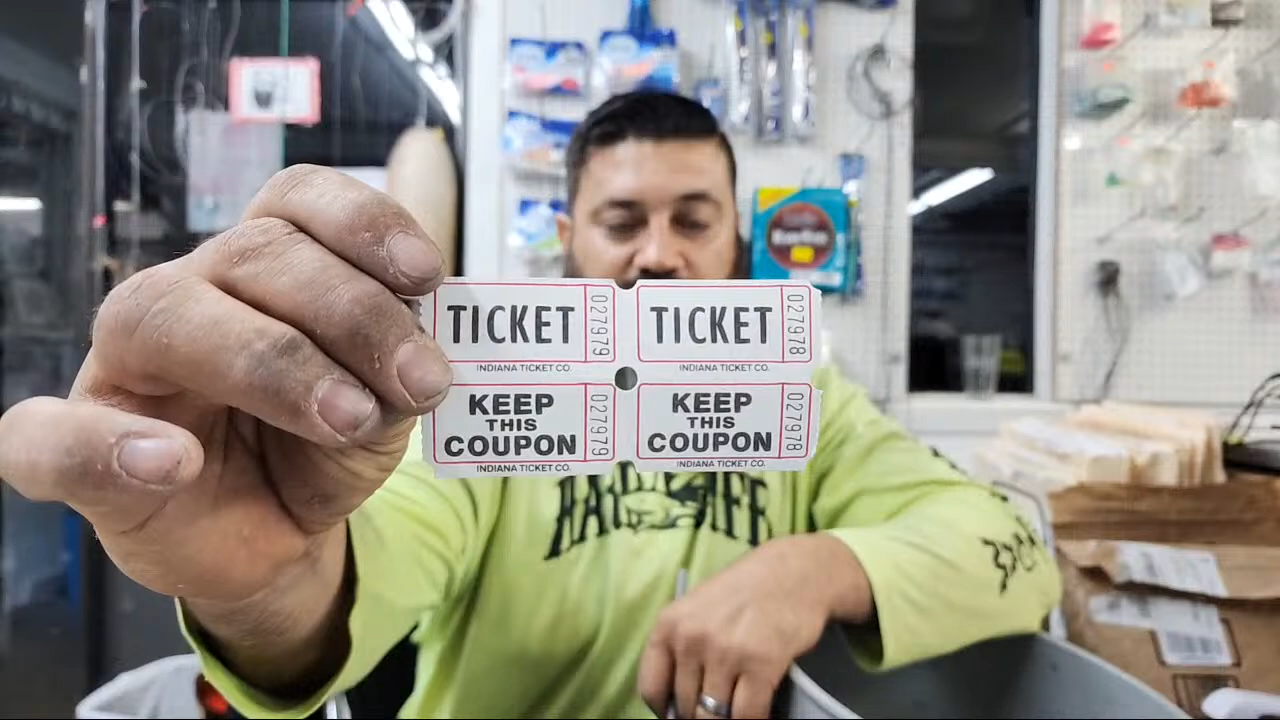 TICKET
027979
INDIANA TICKET CO.
TICKET
027978
INDIANA TICKET CO.
KEEP
THIS
COUPON
027979
INDIANA TICKET CO.
KEEP
THIS
COUPON
027978
INDIANA TICKET CO.